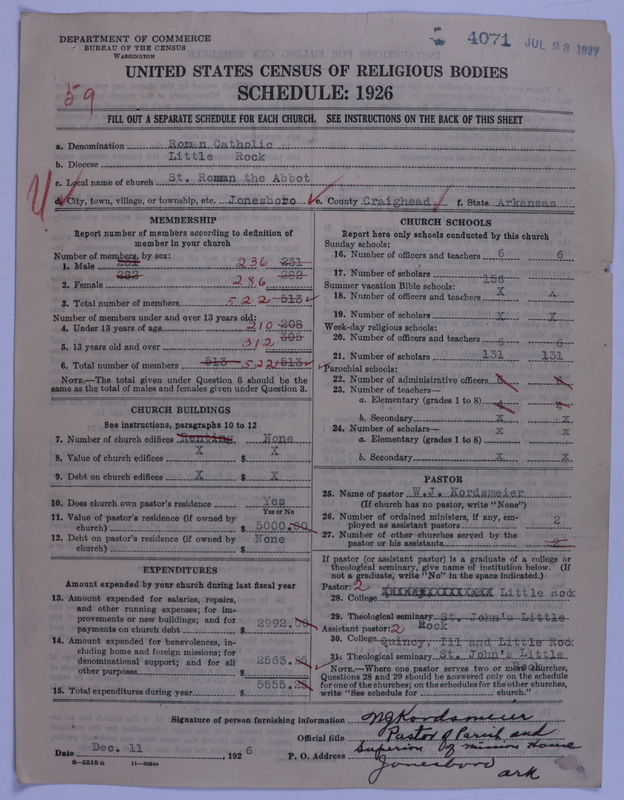 DEPARTMENT OF COMMERCE
BUREAU OF THE CENSUS
WASHINGTON
4071 JUL 23 1927
UNITED STATES CENSUS OF RELIGIOUS BODIES
SCHEDULE: 1926
59
FILL OUT A SEPARATE SCHEDULE FOR EACH CHURCH. SEE INSTRUCTIONS ON THE BACK OF THIS SHEET
a. Denomination Roman Catholic
b. Diocese Little Rock
c. Local name of church St. Roman the Abbot
d. City, town, village, or township, etc. Jonesboro e. County Craighead f. State Arkansas
MEMBERSHIP
Report number of members according to definition of
member in your church
Number of members, by sex:
1. Male 231 236 231
2. Female 282 286 282
3. Total number of members 522 513
Number of members under and over 13 years old:
4. Under 13 years of age 210 208
5. 13 years old and over 312 305
6. Total number of members 513 522 513
NOTE.—The total given under Question 6 should be the
same as the total of males and females given under Question 3.
CHURCH BUILDINGS
See instructions, paragraphs 10 to 12
7. Number of church edifices Renting None
8. Value of church edifices X $ X
9. Debt on church edifices X $ X
10. Does church own pastor's residence Yes
Yes or No
11. Value of pastor's residence (if owned by
church) $ 5000.00
12. Debt on pastor's residence (if owned by
church) $ None
EXPENDITURES
Amount expended by your church during last fiscal year
13. Amount expended for salaries, repairs,
and other running expenses; for im-
provements or new buildings; and for
payments on church debt $ 2992.
14. Amount expended for benevolences, in-
cluding home and foreign missions; for
denominational support; and for all
other purposes $ 2563.
15. Total expenditures during year $ 5555.
CHURCH SCHOOLS
Report here only schools conducted by this church
Sunday schools:
16. Number of officers and teachers 6 6
17. Number of scholars 156
Summer vacation Bible schools:
18. Number of officers and teachers X X
19. Number of scholars X X
Week-day religious schools:
20. Number of officers and teachers 6 6
21. Number of scholars 131 131
Parochial schools:
22. Number of administrative officers
23. Number of teachers—
a. Elementary (grades 1 to 8)
b. Secondary X X
24. Number of scholars— X X
a. Elementary (grades 1 to 8)
b. Secondary X X
PASTOR
25. Name of pastor W.J. Kordsmeier
(If church has no pastor, write "None")
26. Number of ordained ministers, if any, em-
ployed as assistant pastors 2
27. Number of other churches served by the
pastor or his assistants 2
If pastor (or assistant pastor) is a graduate of a college or
theological seminary, give name of institution below. (If
not a graduate, write "No" in the space indicated.)
Pastor: 2
28. College Little Rock
29. Theological seminary St. John's Little
Assistant pastor: 2 Rock
30. College Quincy, Ill and Little Rock
31. Theological seminary St. John's Little
NOTE.—Where one pastor serves two or more churches,
Questions 28 and 29 should be answered only on the schedule
for one of the churches; on the schedules for the other churches,
write "See schedule for church."
Signature of person furnishing information W J Kordsmeier
Official title Pastor of Parish and
Superior of mission Home
Date Dec. 11 , 1926 P. O. Address Jonesboro
ark
8—5518a 11—9034a